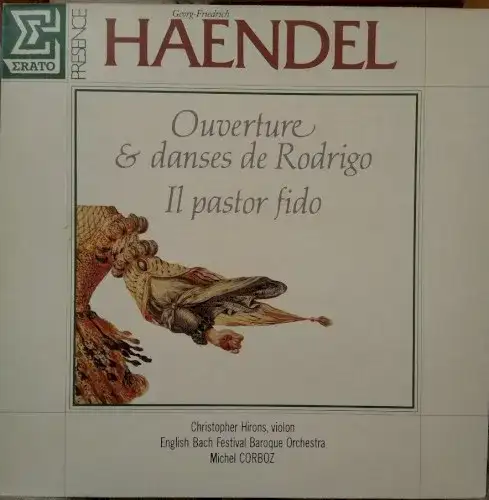 ERATO
PRESENCE
Georg-Friedrich
HAENDEL
Ouverture
& danses de Rodrigo
Il pastor fido
Christopher Hirons, violon
English Bach Festival Baroque Orchestra
Michel CORBOZ